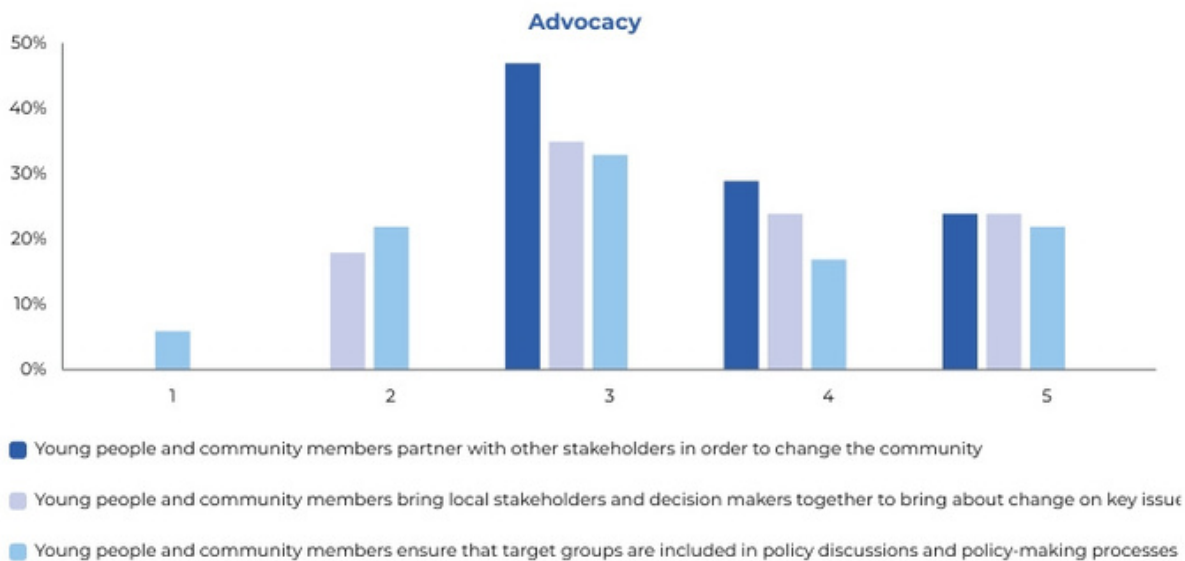 Advocacy
50%
40%
30%
20%
10%
0%
1 2 3 4 5
Young people and community members partner with other stakeholders in order to change the community
Young people and community members bring local stakeholders and decision makers together to bring about change on key issue
Young people and community members ensure that target groups are included in policy discussions and policy-making processes